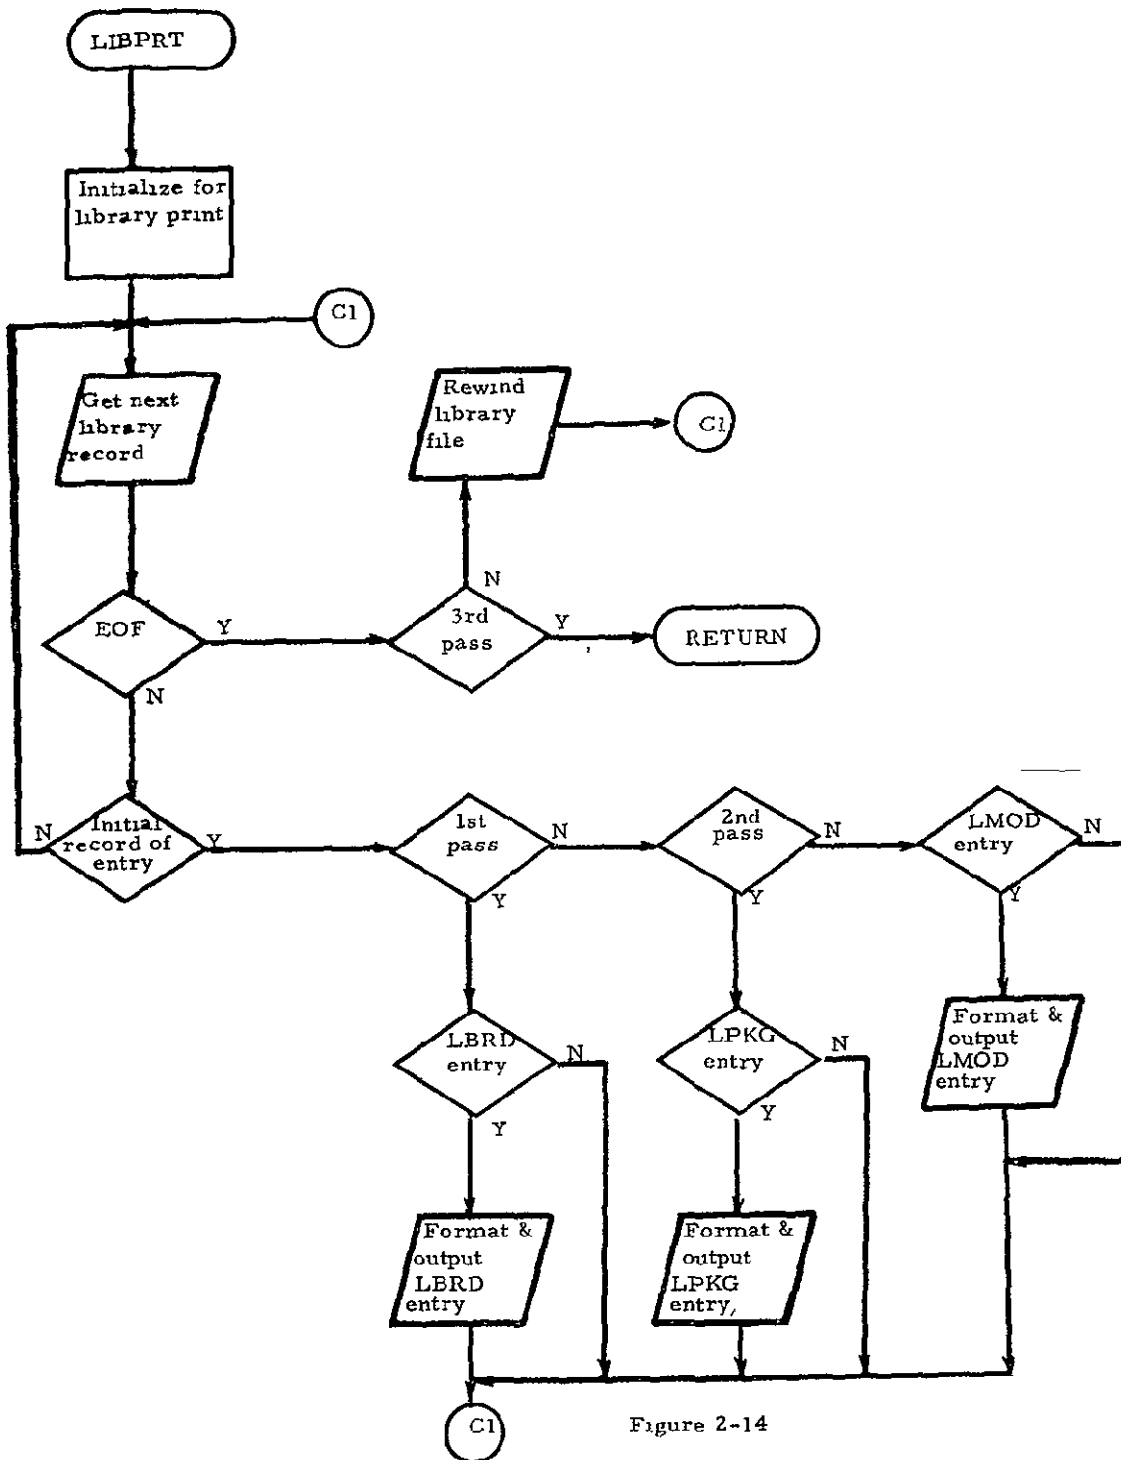 LIBPRT
Initialize for
library print
C1
Get next
library
record
Rewind
library
file
C1
EOF
Y
N
3rd
pass
N
Y
RETURN
Initial
record of
entry
N
Y
1st
pass
N
Y
2nd
pass
N
Y
LMOD
entry
N
Y
LBRD
entry
N
Y
LPKG
entry
N
Y
Format &
output
LMOD
entry
Format &
output
LBRD
entry
Format &
output
LPKG
entry,
C1
Figure 2-14